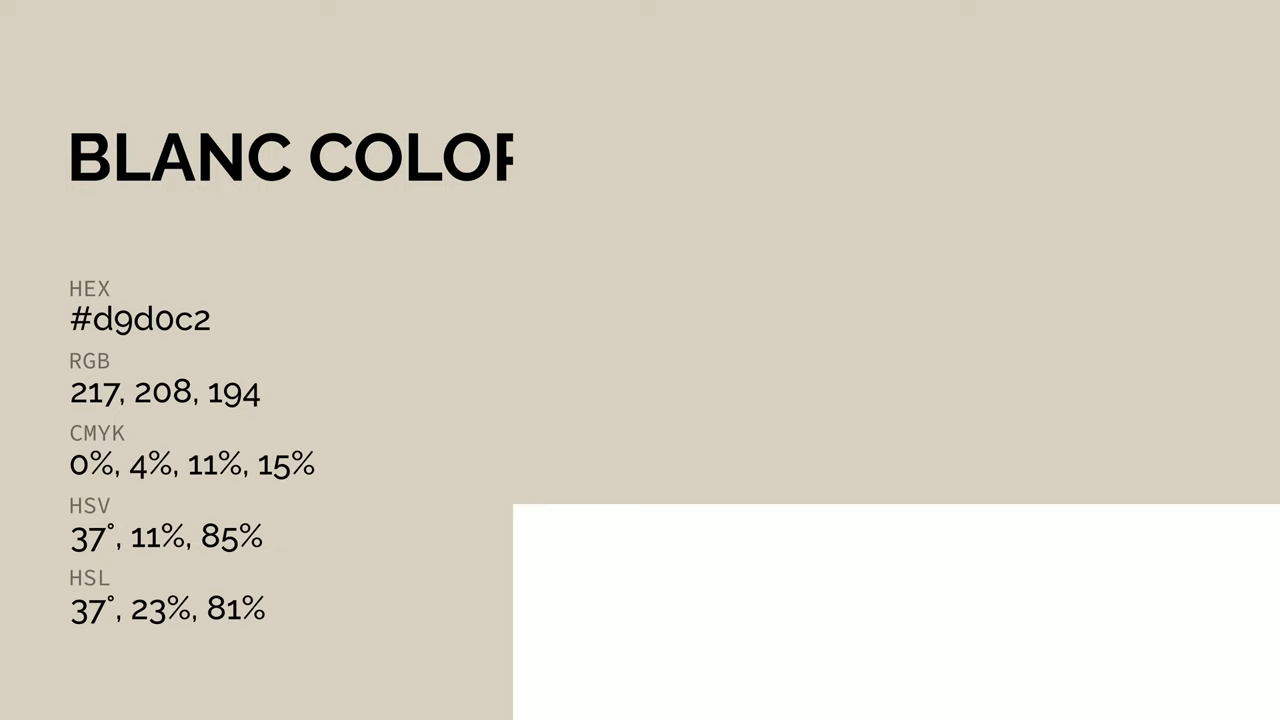 BLANC COLOR
HEX
#d9d0c2
RGB
217, 208, 194
CMYK
0%, 4%, 11%, 15%
HSV
37°, 11%, 85%
HSL
37°, 23%, 81%